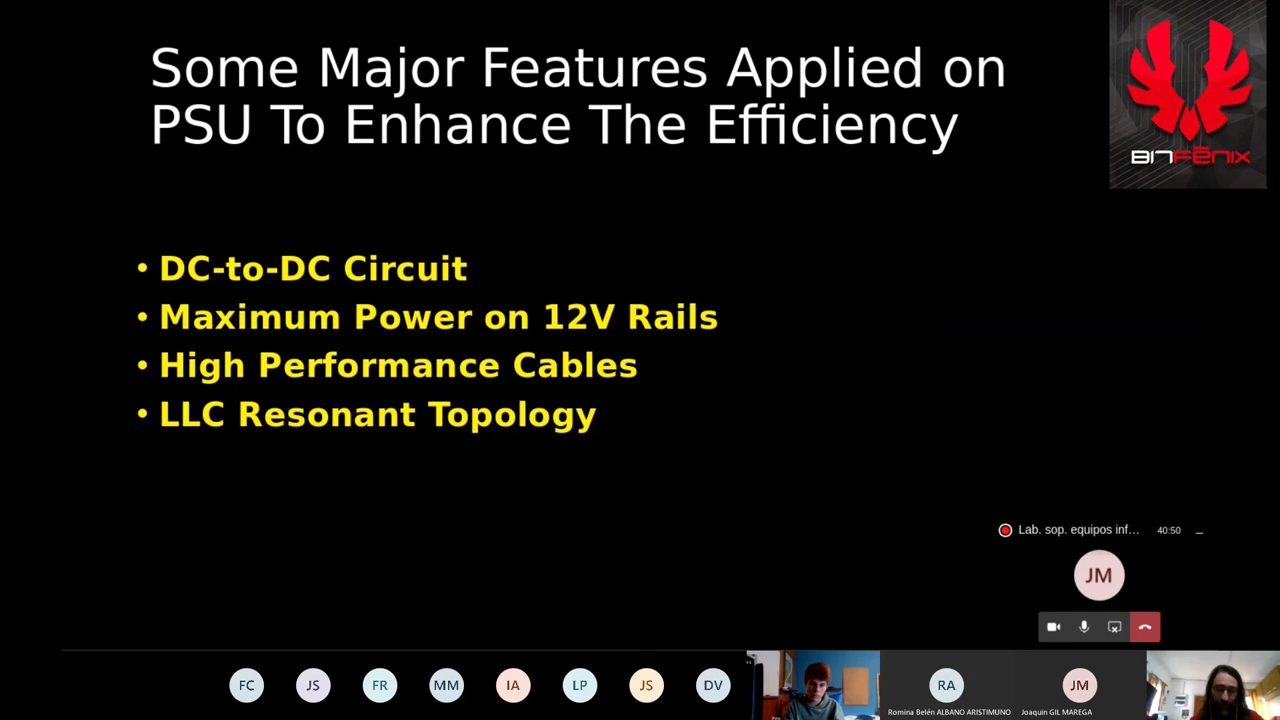 Some Major Features Applied on
PSU To Enhance The Efficiency
BITFENIX
• DC-to-DC Circuit
• Maximum Power on 12V Rails
• High Performance Cables
• LLC Resonant Topology
Lab. sop. equipos inf... 40:50
JM
FC JS FR MM IA LP JS DV RA JM
Romina Belén ALBANO ARISTIMUNO Joaquin GIL MAREGA